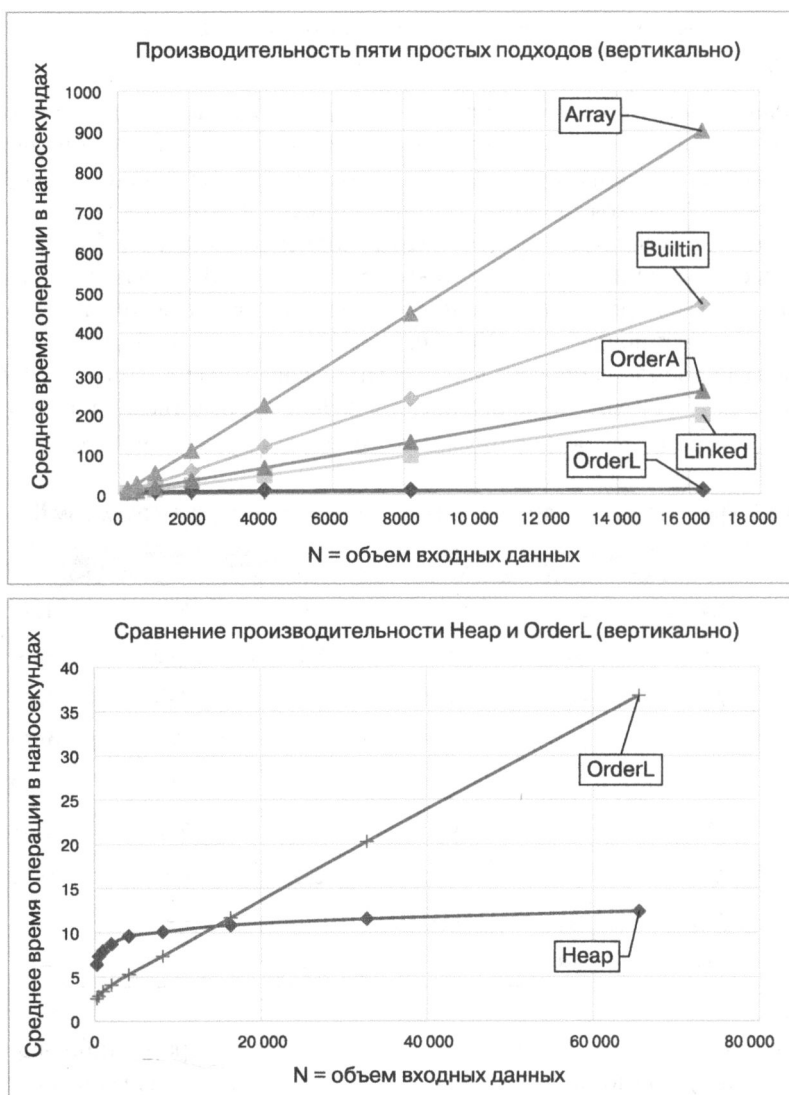 Производительность пяти простых подходов (вертикально)
Среднее время операции в наносекундах
1000
900
800
700
600
500
400
300
200
100
0
Array
Builtin
OrderA
Linked
OrderL
0 2000 4000 6000 8000 10 000 12 000 14 000 16 000 18 000
N = объем входных данных
Сравнение производительности Heap и OrderL (вертикально)
Среднее время операции в наносекундах
40
35
30
25
20
15
10
5
0
OrderL
Heap
0 20 000 40 000 60 000 80 000
N = объем входных данных